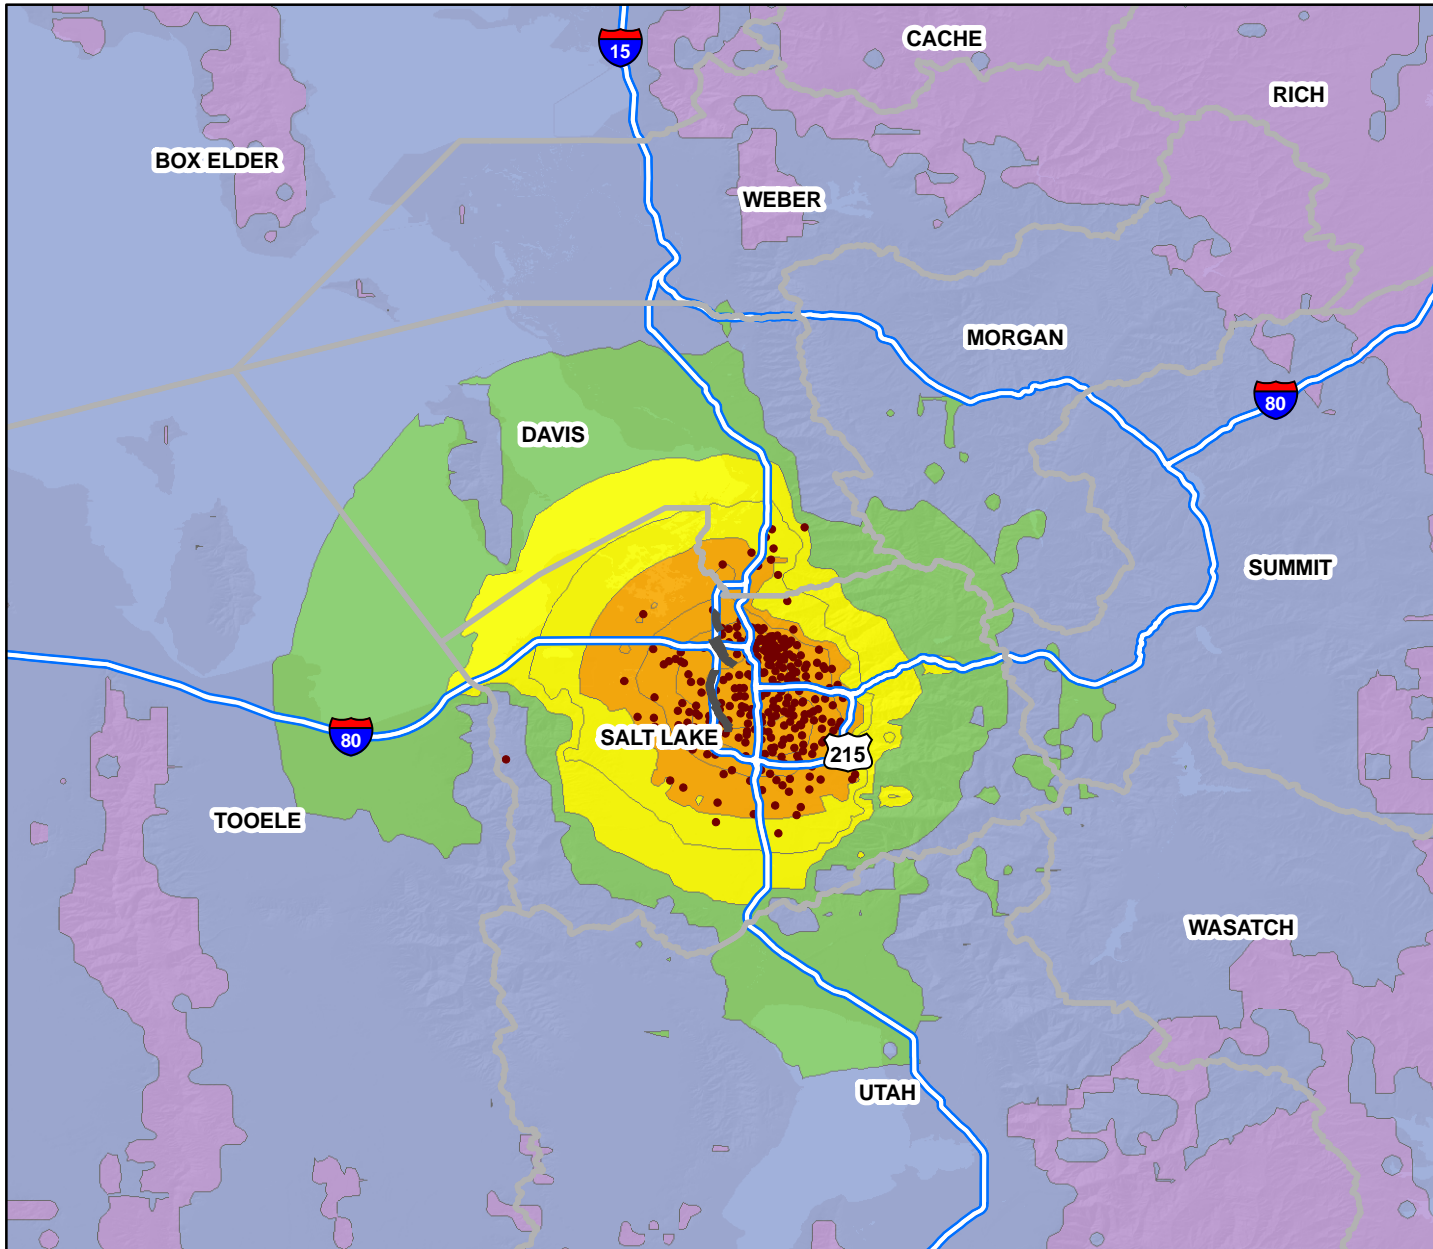 CACHE
15
RICH
BOX ELDER
WEBER
MORGAN
80
DAVIS
SUMMIT
SALT LAKE
80
215
TOOELE
WASATCH
UTAH